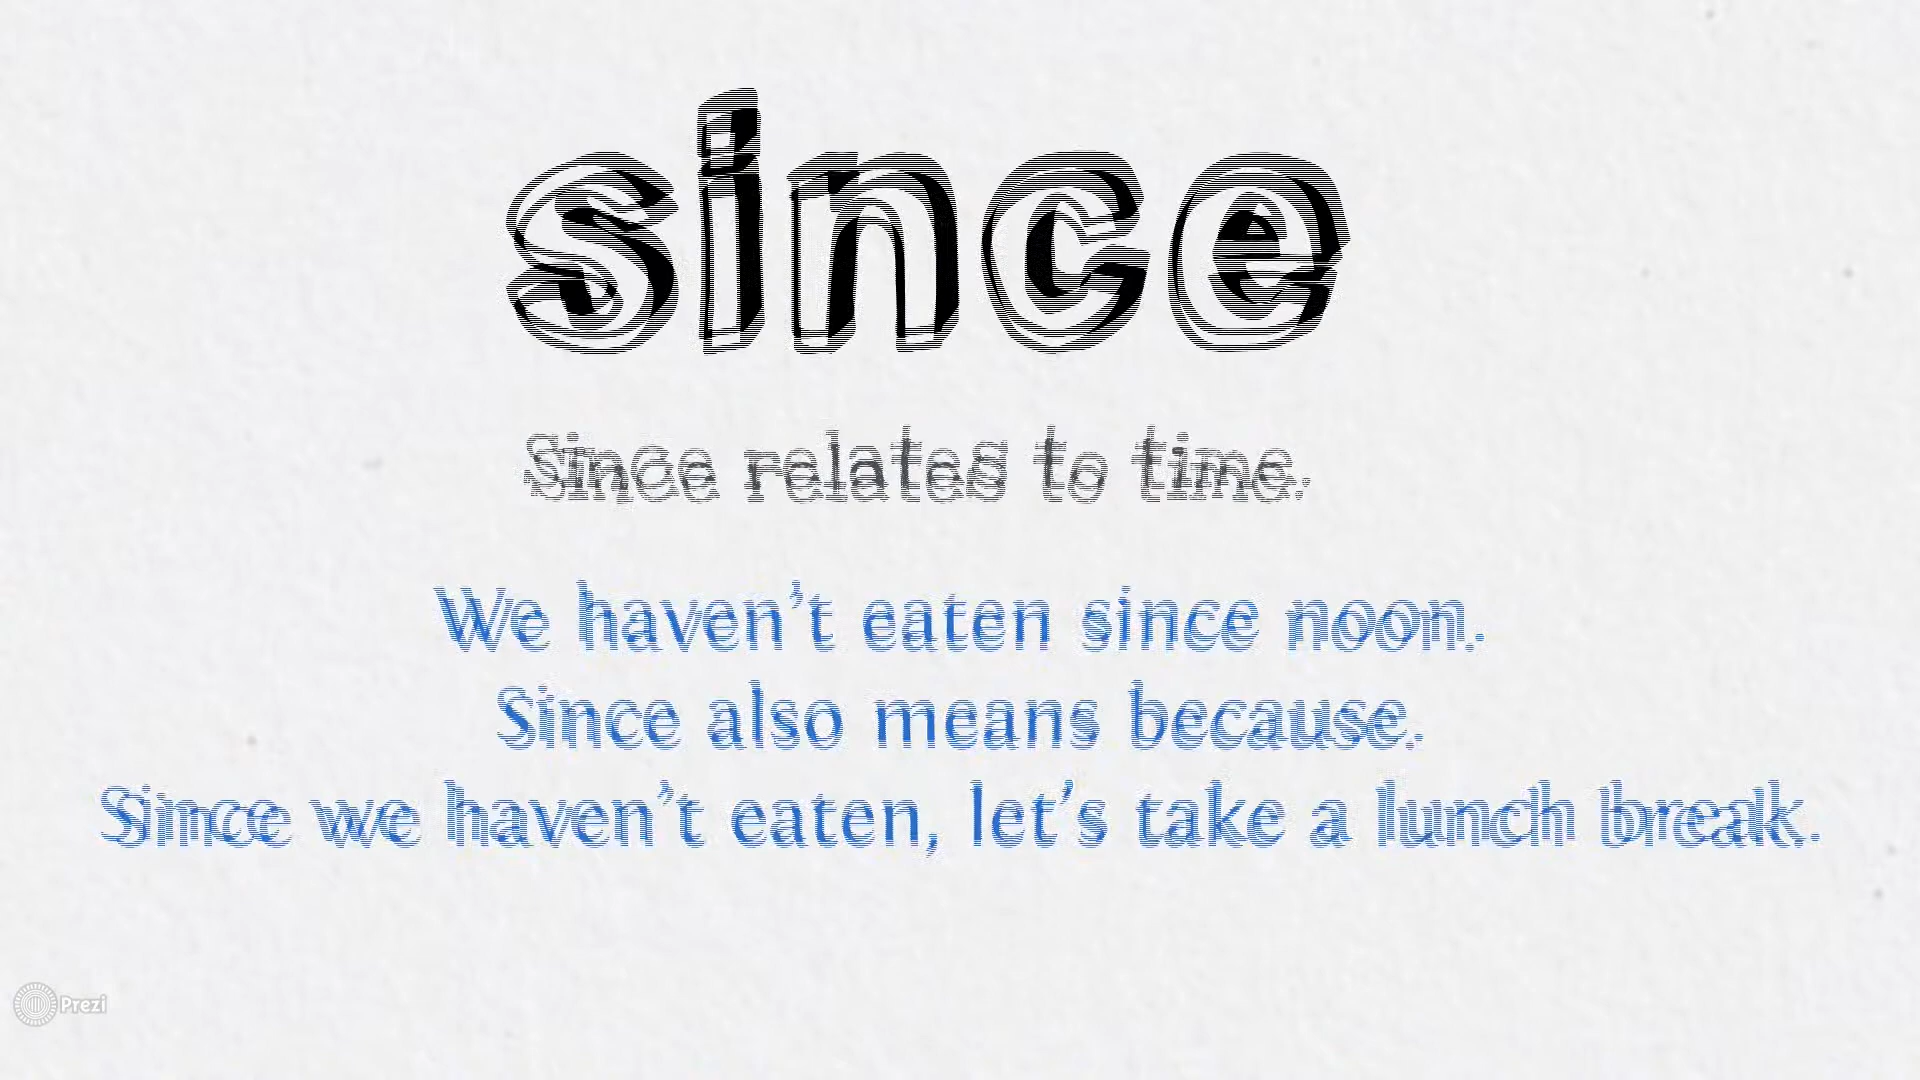 since
Since relates to time.
We haven't eaten since noon.
Since also means because.
Since we haven't eaten, let's take a lunch break.
Prezi